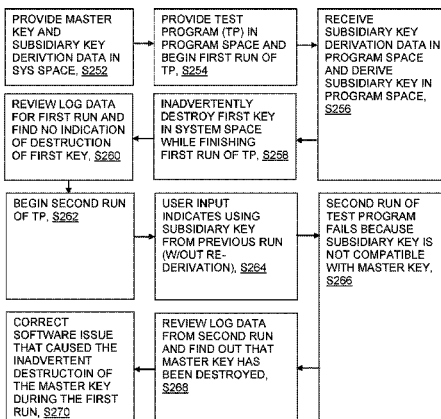 PROVIDE MASTER
KEY AND
SUBSIDIARY KEY
DERIVTION DATA IN
SYS SPACE, S252
PROVIDE TEST
PROGRAM (TP) IN
PROGRAM SPACE AND
BEGIN FIRST RUN OF
TP, S254
RECEIVE
SUBSIDIARY KEY
DERIVATION DATA IN
PROGRAM SPACE
AND DERIVE
SUBSIDIARY KEY IN
PROGRAM SPACE,
S256
INADVERTENTLY
DESTROY FIRST KEY
IN SYSTEM SPACE
WHILE FINISHING
FIRST RUN OF TP, S258
REVIEW LOG DATA
FOR FIRST RUN AND
FIND NO INDICATION
OF DESTRUCTION
OF FIRST KEY, S260
BEGIN SECOND RUN
OF TP, S262
USER INPUT
INDICATES USING
SUBSIDIARY KEY
FROM PREVIOUS RUN
(W/OUT RE-
DERIVATION), S264
SECOND RUN OF
TEST PROGRAM
FAILS BECAUSE
SUBSIDIARY KEY IS
NOT COMPATIBLE
WITH MASTER KEY,
S266
REVIEW LOG DATA
FROM SECOND RUN
AND FIND OUT THAT
MASTER KEY HAS
BEEN DESTROYED,
S268
CORRECT
SOFTWARE ISSUE
THAT CAUSED THE
INADVERTENT
DESTRUCTOIN OF
THE MASTER KEY
DURING THE FIRST
RUN, S270